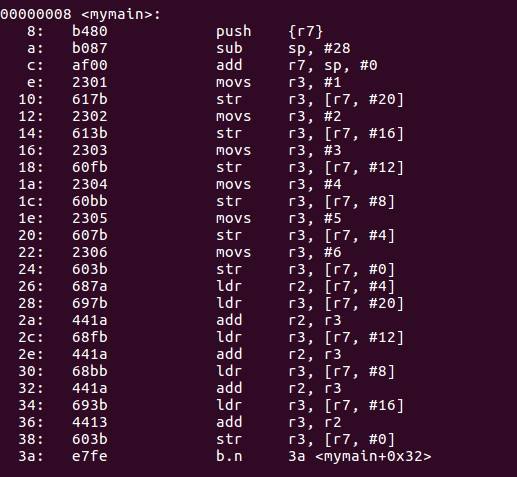 00000008 <mymain>:
   8:   b480        push    {r7}
   a:   b087        sub     sp, #28
   c:   af00        add     r7, sp, #0
   e:   2301        movs    r3, #1
  10:   617b        str     r3, [r7, #20]
  12:   2302        movs    r3, #2
  14:   613b        str     r3, [r7, #16]
  16:   2303        movs    r3, #3
  18:   60fb        str     r3, [r7, #12]
  1a:   2304        movs    r3, #4
  1c:   60bb        str     r3, [r7, #8]
  1e:   2305        movs    r3, #5
  20:   607b        str     r3, [r7, #4]
  22:   2306        movs    r3, #6
  24:   603b        str     r3, [r7, #0]
  26:   687a        ldr     r2, [r7, #4]
  28:   697b        ldr     r3, [r7, #20]
  2a:   441a        add     r2, r3
  2c:   68fb        ldr     r3, [r7, #12]
  2e:   441a        add     r2, r3
  30:   68bb        ldr     r3, [r7, #8]
  32:   441a        add     r2, r3
  34:   693b        ldr     r3, [r7, #16]
  36:   4413        add     r3, r2
  38:   603b        str     r3, [r7, #0]
  3a:   e7fe        b.n     3a <mymain+0x32>